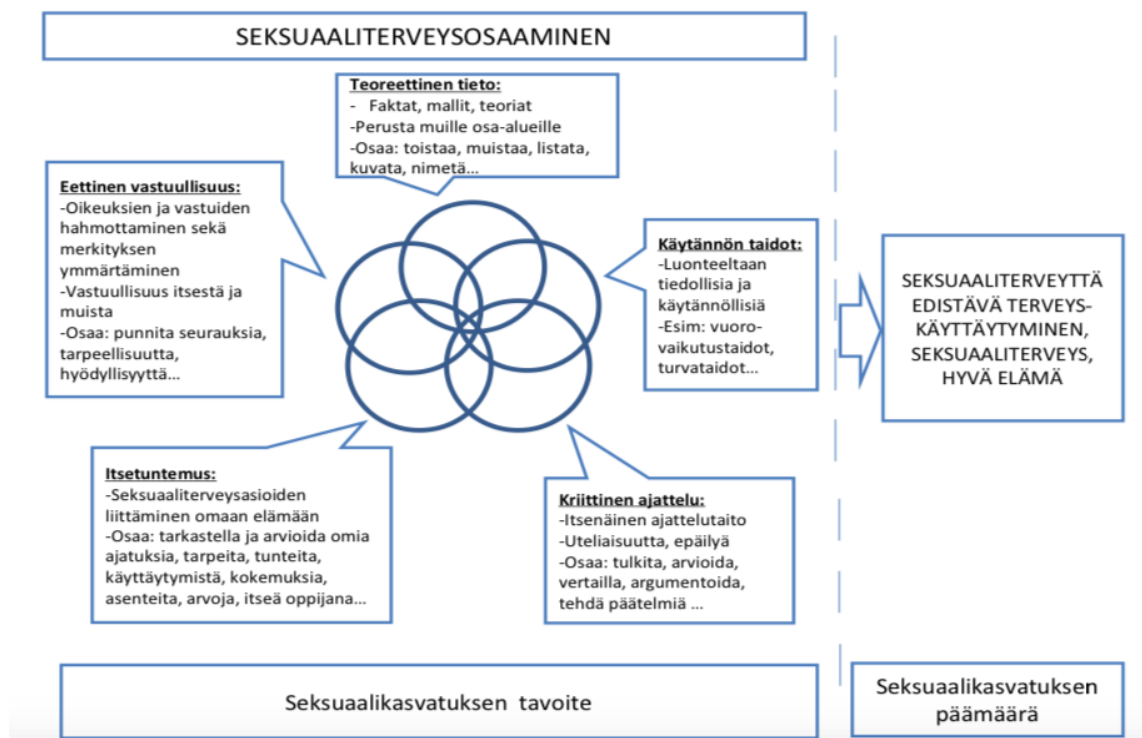 SEKSUAALITERVEYSOSAAMINEN
Teoreettinen tieto:
- Faktat, mallit, teoriat
-Perusta muille osa-alueille
-Osaa: toistaa, muistaa, listata,
kuvata, nimetä...
Eettinen vastuullisuus:
-Oikeuksien ja vastuiden
hahmottaminen sekä
merkityksen
ymmärtäminen
-Vastuullisuus itsestä ja
muista
-Osaa: punnita seurauksia,
tarpeellisuutta,
hyödyllisyyttä...
Käytännön taidot:
-Luonteeltaan
tiedollisia ja
käytännöllisiä
-Esim: vuoro-
vaikutustaidot,
turvataidot...
Itsetuntemus:
-Seksuaaliterveysasioiden
liittäminen omaan elämään
-Osaa: tarkastella ja arvioida omia
ajatuksia, tarpeita, tunteita,
käyttäytymistä, kokemuksia,
asenteita, arvoja, itseä oppijana...
Kriittinen ajattelu:
-Itsenäinen ajattelutaito
-Uteliaisuutta, epäilyä
-Osaa: tulkita, arvioida,
vertailla, argumentoida,
tehdä päätelmiä ...
SEKSUAALITERVEYTTÄ
EDISTÄVÄ TERVEYS-
KÄYTTÄYTYMINEN,
SEKSUAALITERVEYS,
HYVÄ ELÄMÄ
Seksuaalikasvatuksen tavoite
Seksuaalikasvatuksen
päämäärä